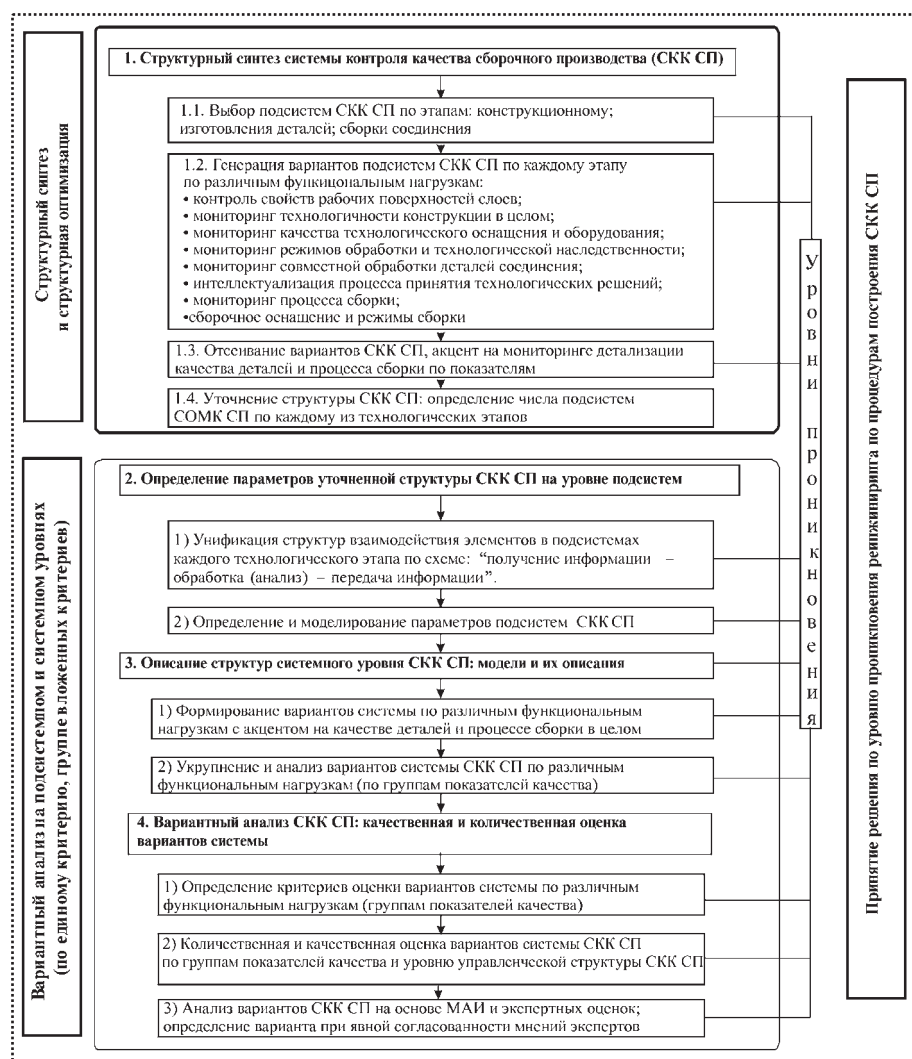 Структурный синтез
и структурная оптимизация
1. Структурный синтез системы контроля качества сборочного производства (СКК СП)
1.1. Выбор подсистем СКК СП по этапам: конструкционному;
изготовления деталей; сборки соединения
1.2. Генерация вариантов подсистем СКК СП по каждому этапу
по различным функциональным нагрузкам:
• контроль свойств рабочих поверхностей слоев;
• мониторинг технологичности конструкции в целом;
• мониторинг качества технологического оснащения и оборудования;
• мониторинг режимов обработки и технологической наследственности;
• мониторинг совместной обработки деталей соединения;
• интеллектуализация процесса принятия технологических решений;
• мониторинг процесса сборки;
•сборочное оснащение и режимы сборки
1.3. Отсеивание вариантов СКК СП, акцент на мониторинге детализации
качества деталей и процесса сборки по показателям
1.4. Уточнение структуры СКК СП: определение числа подсистем
СОМК СП по каждому из технологических этапов
Вариантный анализ на подсистемном и системном уровнях
(по единому критерию, группе вложенных критериев)
2. Определение параметров уточненной структуры СКК СП на уровне подсистем
1) Унификация структур взаимодействия элементов в подсистемах
каждого технологического этапа по схеме: “получение информации –
обработка (анализ) – передача информации”.
2) Определение и моделирование параметров подсистем СКК СП
3. Описание структур системного уровня СКК СП: модели и их описания
1) Формирование вариантов системы по различным функциональным
нагрузкам с акцентом на качестве деталей и процессе сборки в целом
2) Укрупнение и анализ вариантов системы СКК СП по различным
функциональным нагрузкам (по группам показателей качества)
4. Вариантный анализ СКК СП: качественная и количественная оценка
вариантов системы
1) Определение критериев оценки вариантов системы по различным
функциональным нагрузкам (группам показателей качества)
2) Количественная и качественная оценка вариантов системы СКК СП
по группам показателей качества и уровню управленческой структуры СКК СП
3) Анализ вариантов СКК СП на основе МАИ и экспертных оценок;
определение варианта при явной согласованности мнений экспертов
Уровни проникновения
Принятие решения по уровню проникновения реинжиниринга по процедурам построения СКК СП